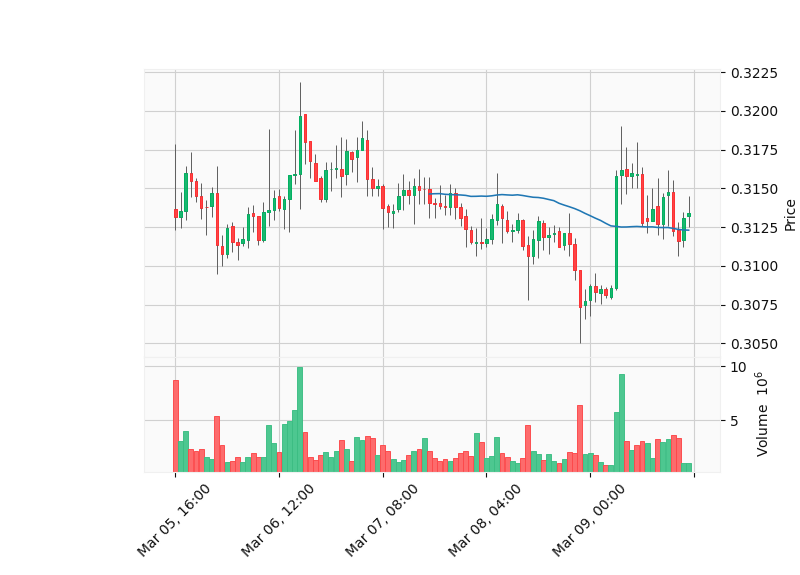 0.3225
0.3200
0.3175
0.3150
0.3125
0.3100
0.3075
0.3050
Price
10
5
Volume 10⁶
Mar 05, 16:00
Mar 06, 12:00
Mar 07, 08:00
Mar 08, 04:00
Mar 09, 00:00